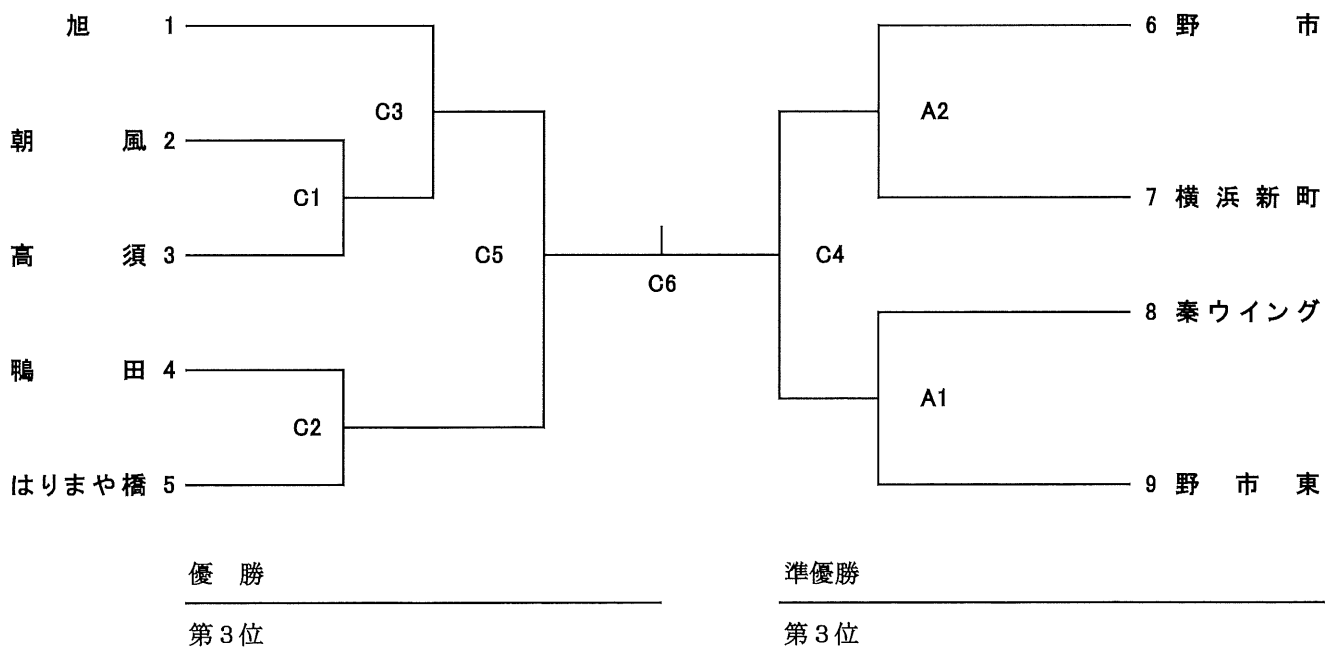 旭 1
6 野 市
C3
A2
朝 風 2
C1
7 横浜新町
高 須 3
C5
C4
C6
8 秦ウイング
鴨 田 4
A1
C2
はりまや橋 5
9 野 市 東
優 勝
準優勝
第3位
第3位